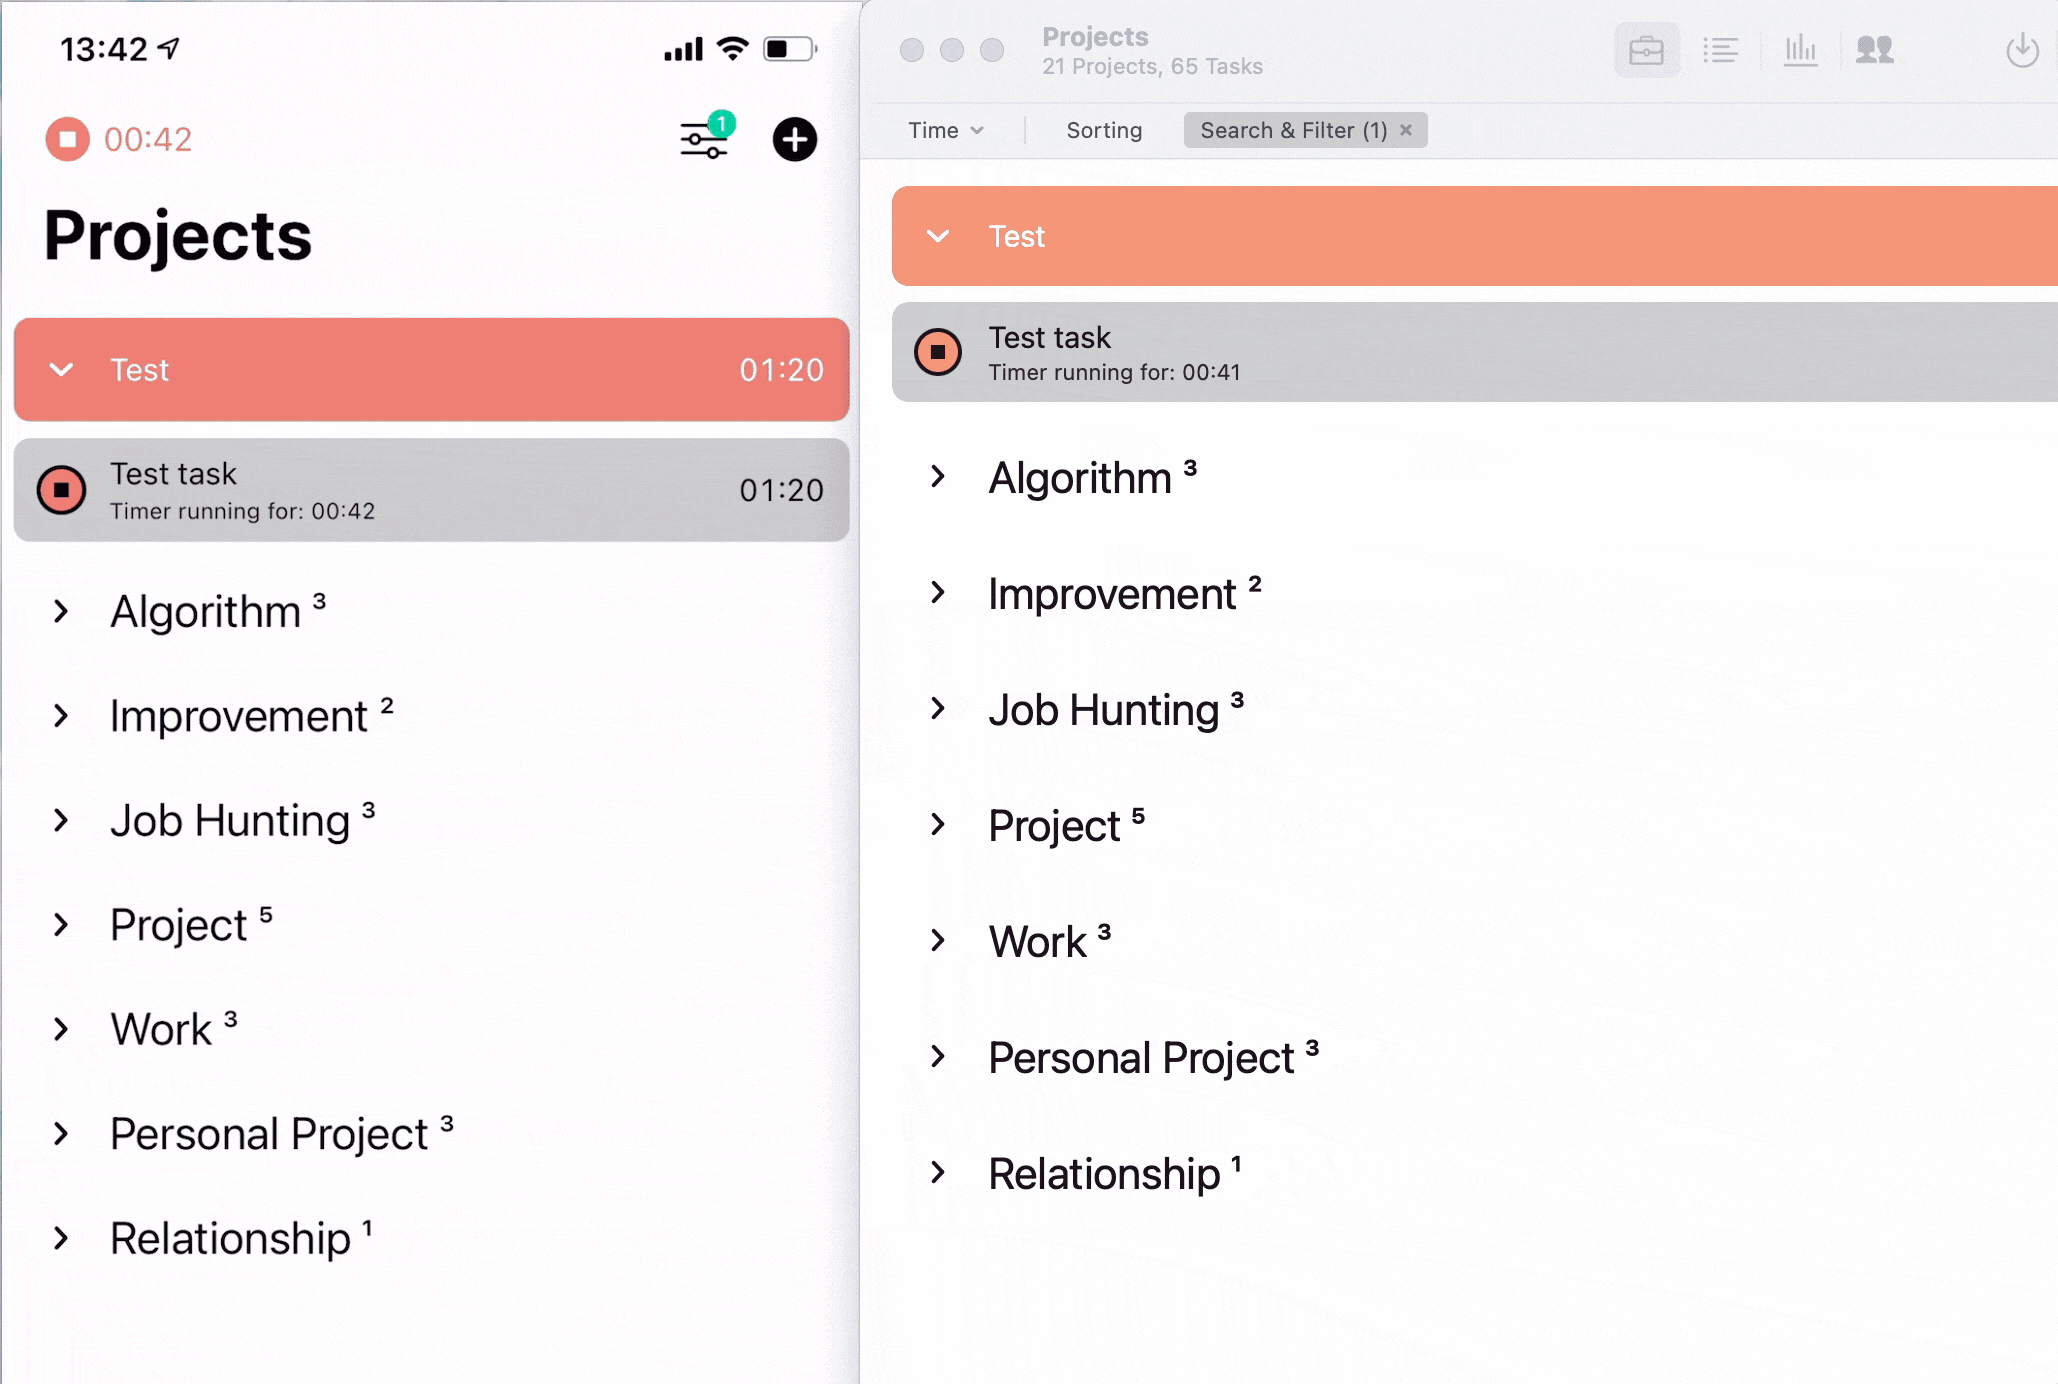 13:42
00:42
1
Projects
Test 01:20
Test task
Timer running for: 00:42
01:20
Algorithm 3
Improvement 2
Job Hunting 3
Project 5
Work 3
Personal Project 3
Relationship 1
Projects
21 Projects, 65 Tasks
Time Sorting Search & Filter (1) ×
Test
Test task
Timer running for: 00:41
Algorithm 3
Improvement 2
Job Hunting 3
Project 5
Work 3
Personal Project 3
Relationship 1